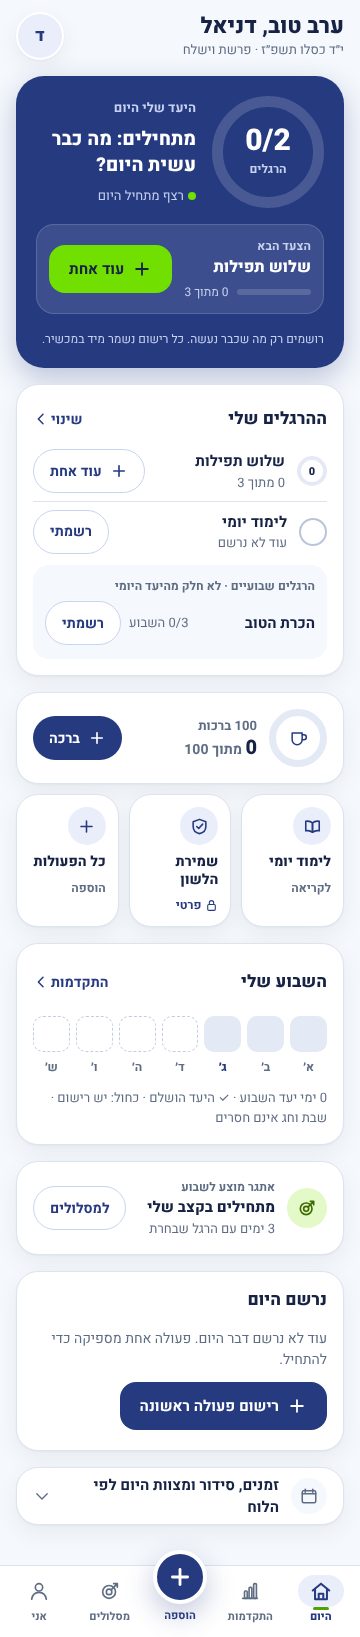 ערב טוב, דניאל
י״ד כסלו תשפ״ז · פרשת וישלח
ד
היעד שלי היום
מתחילים: מה כבר
עשית היום?
רצף מתחיל היום
0/2
הרגלים
הצעד הבא
שלוש תפילות
0 מתוך 3
עוד אחת
רושמים רק מה שכבר נעשה. כל רישום נשמר מיד במכשיר.
ההרגלים שלי
שינוי
0
שלוש תפילות
0 מתוך 3
עוד אחת
לימוד יומי
עוד לא נרשם
רשמתי
הרגלים שבועיים · לא חלק מהיעד היומי
הכרת הטוב
0/3 השבוע
רשמתי
100 ברכות
0 מתוך 100
ברכה
לימוד יומי
לקריאה
שמירת
הלשון
פרטי
כל הפעולות
הוספה
השבוע שלי
התקדמות
א׳ ב׳ ג׳ ד׳ ה׳ ו׳ ש׳
0 ימי יעד השבוע · ✓ היעד הושלם · כחול: יש רישום ·
שבת וחג אינם חסרים
אתגר מוצע לשבוע
מתחילים בקצב שלי
3 ימים עם הרגל שבחרת
למסלולים
נרשם היום
עוד לא נרשם דבר היום. פעולה אחת מספיקה כדי
להתחיל.
רישום פעולה ראשונה
זמנים, סידור ומצוות היום לפי
הלוח
היום
התקדמות
הוספה
מסלולים
אני